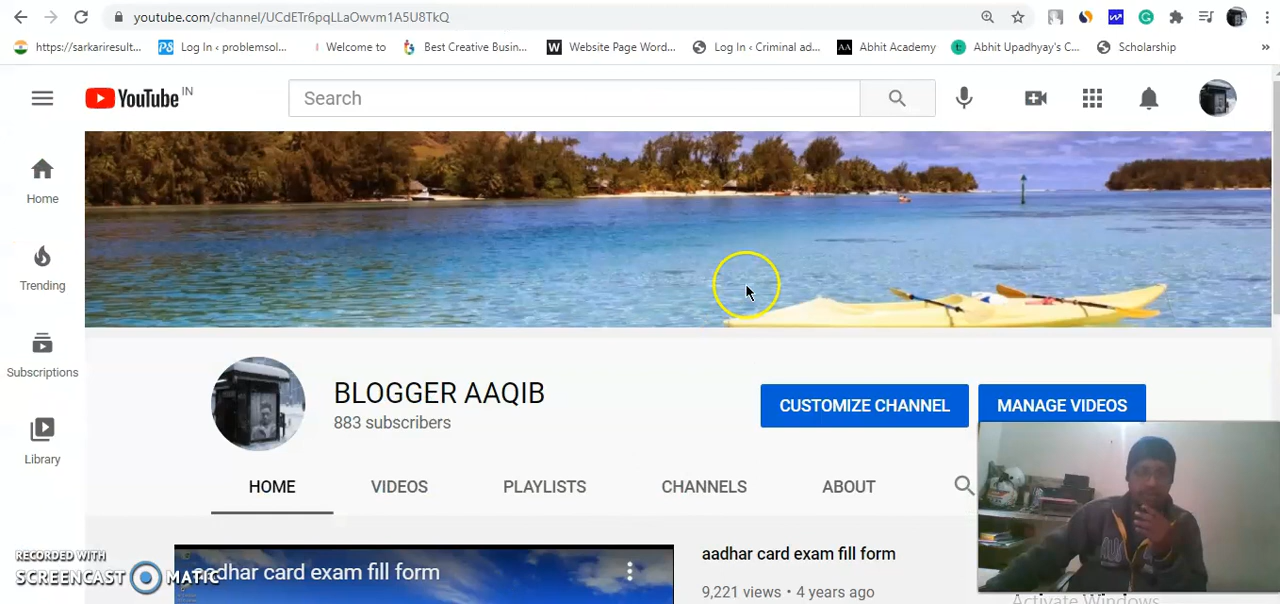 youtube.com/channel/UCdETr6pqLLaOwvm1A5U8TkQ
https://sarkariresult...
PS Log In ‹ problemsol...
Welcome to
Best Creative Busin...
W Website Page Word...
Log In ‹ Criminal ad...
AA Abhit Academy
t Abhit Upadhyay's C...
Scholarship
»
YouTube IN
Search
Home
Trending
Subscriptions
Library
BLOGGER AAQIB
883 subscribers
CUSTOMIZE CHANNEL
MANAGE VIDEOS
HOME
VIDEOS
PLAYLISTS
CHANNELS
ABOUT
aadhar card exam fill form
aadhar card exam fill form
9,221 views • 4 years ago
RECORDED WITH
SCREENCAST MATIC
Activate Windows